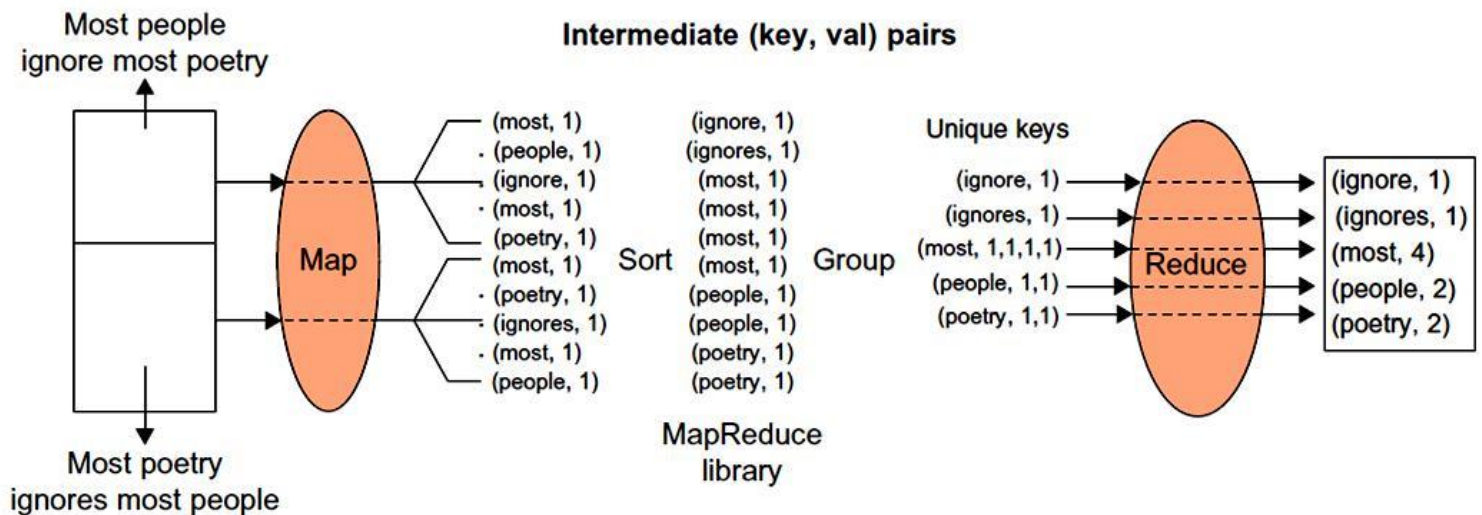 Most people
ignore most poetry
Intermediate (key, val) pairs
Map
(most, 1)
(people, 1)
(ignore, 1)
(most, 1)
(poetry, 1)
(most, 1)
(poetry, 1)
(ignores, 1)
(most, 1)
(people, 1)
Sort
(ignore, 1)
(ignores, 1)
(most, 1)
(most, 1)
(most, 1)
(most, 1)
(people, 1)
(people, 1)
(poetry, 1)
(poetry, 1)
Group
Unique keys
(ignore, 1)
(ignores, 1)
(most, 1,1,1,1)
(people, 1,1)
(poetry, 1,1)
Reduce
(ignore, 1)
(ignores, 1)
(most, 4)
(people, 2)
(poetry, 2)
MapReduce
library
Most poetry
ignores most people